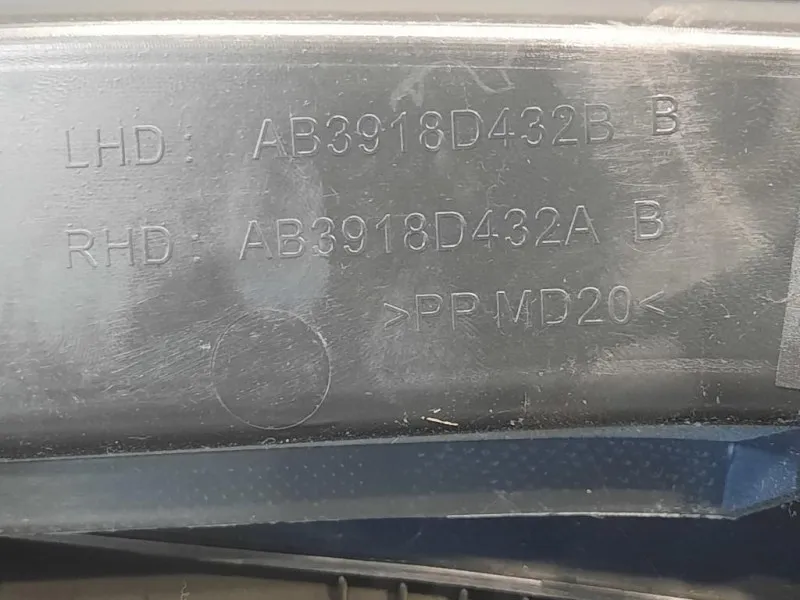 LHD: AB3918D432B B
RHD: AB3918D432A B
>PP MD20<